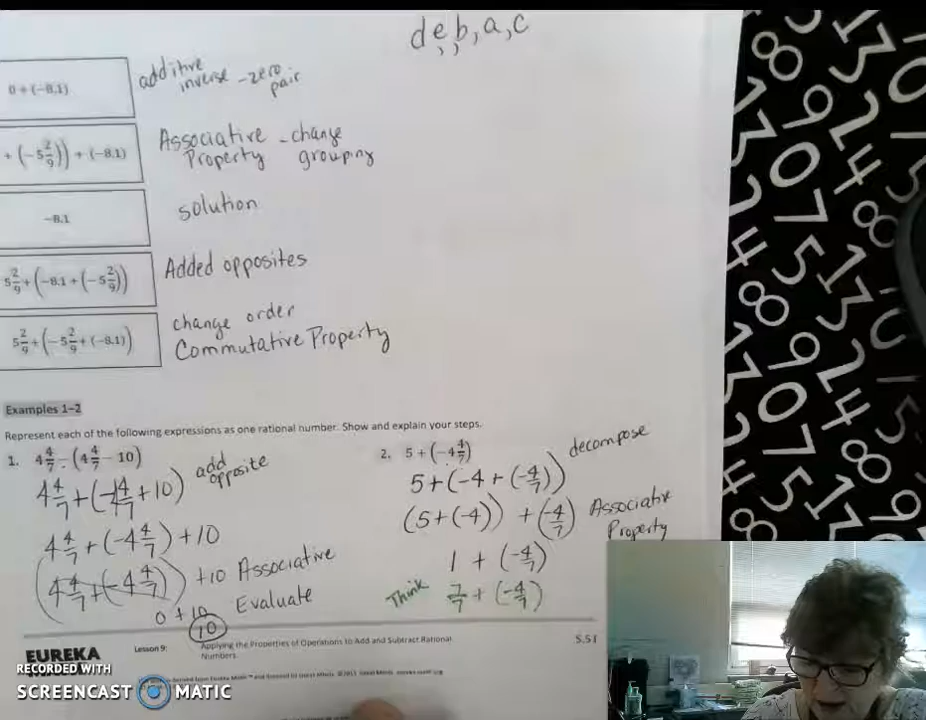 d e, b, a, c
0 + (−8.1)
additive
inverse - zero
pair
+ (−5 2/9)) + (−8.1)
Associative - change
Property grouping
−8.1
solution
5 2/9 + (−8.1 + (−5 2/9))
Added opposites
5 2/9 + (−5 2/9 + (−8.1))
change order
Commutative Property
Examples 1–2
Represent each of the following expressions as one rational number. Show and explain your steps.
1. 4 4/7 − (4 4/7 − 10)
4 4/7 + (−4 4/7 + 10) add
opposite
4 4/7 + (−4 4/7) + 10
(4 4/7 + (−4 4/7)) + 10 Associative
0 + 10 Evaluate
10
2. 5 + (−4 4/7)
decompose
5 + (−4 + (−4/7))
(5 + (−4)) + (−4/7) Associative
Property
1 + (−4/7)
Think 7/7 + (−4/7)
EUREKA
Lesson 9: Applying the Properties of Operations to Add and Subtract Rational
Numbers
S.51
RECORDED WITH
SCREENCAST MATIC